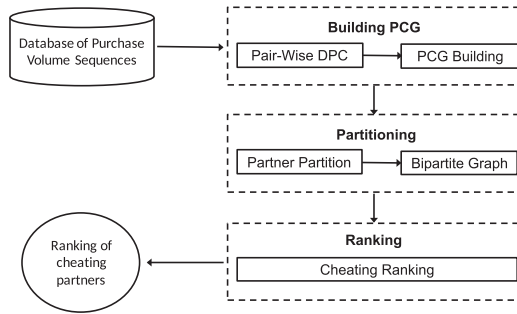 Database of Purchase
Volume Sequences
Building PCG
Pair-Wise DPC
PCG Building
Partitioning
Partner Partition
Bipartite Graph
Ranking
Cheating Ranking
Ranking of
cheating
partners